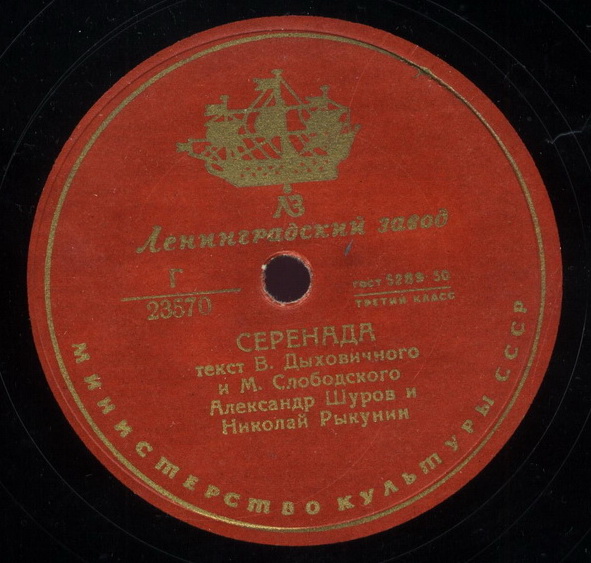 ЛЗ
Ленинградский завод
Г
23570
ГОСТ 5289 50
ТРЕТИЙ КЛАСС
СЕРЕНАДА
текст В. Дыховичного
и М. Слободского
Александр Шуров и
Николай Рыкунин
МИНИСТЕРСТВО КУЛЬТУРЫ СССР